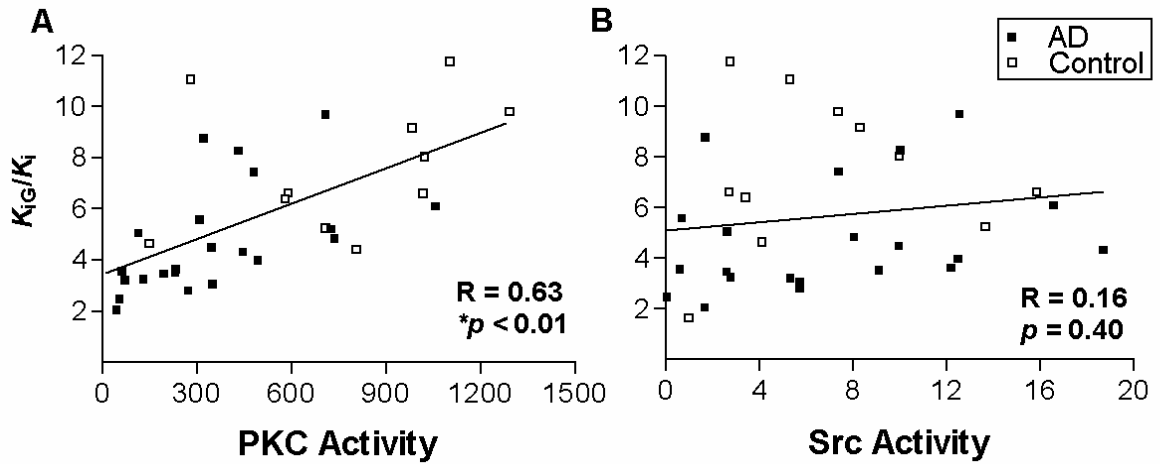 A
12
10
8
6
4
2
K_iG/K_i
0 300 600 900 1200 1500
PKC Activity
R = 0.63
*p < 0.01
B
12
10
8
6
4
2
0 4 8 12 16 20
Src Activity
R = 0.16
p = 0.40
AD
Control